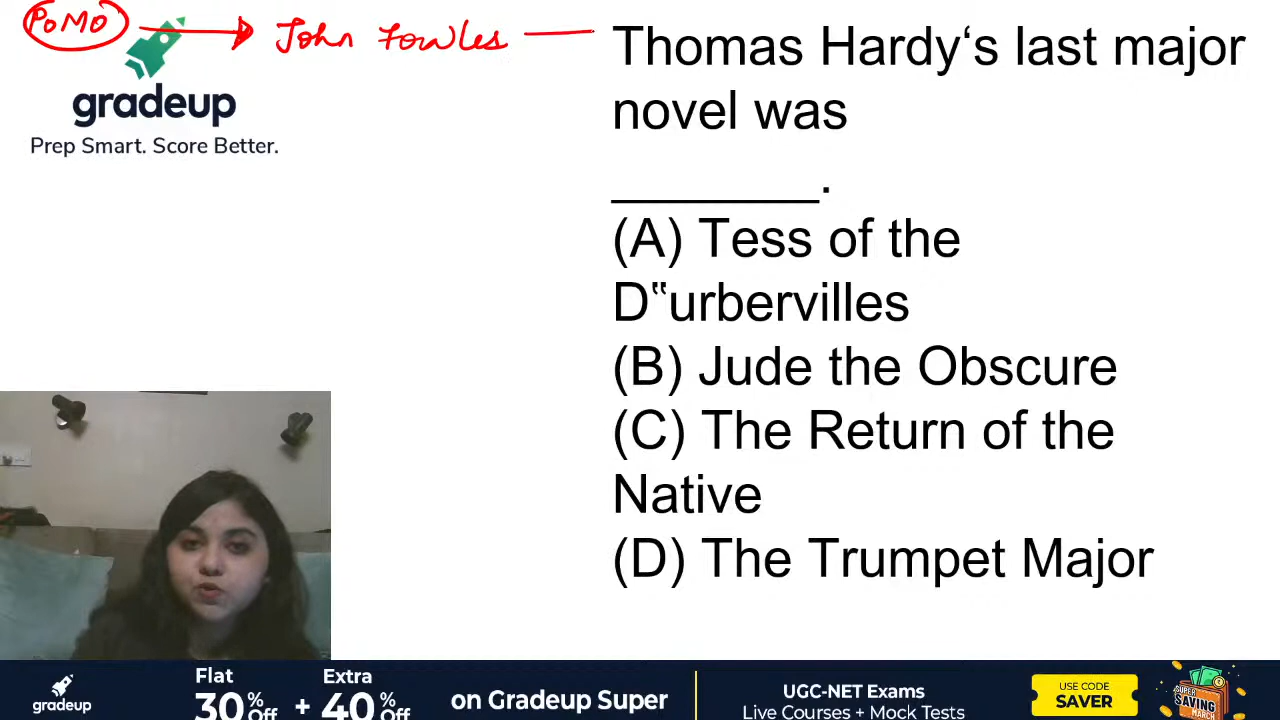 POMO
John Fowles
gradeup
Prep Smart. Score Better.
Thomas Hardy‘s last major
novel was
_______.
(A) Tess of the
D‟urbervilles
(B) Jude the Obscure
(C) The Return of the
Native
(D) The Trumpet Major
gradeup
Flat
30% Off
+
Extra
40% Off
on Gradeup Super
UGC-NET Exams
Live Courses + Mock Tests
USE CODE
SAVER
SUPER
SAVING
MARCH